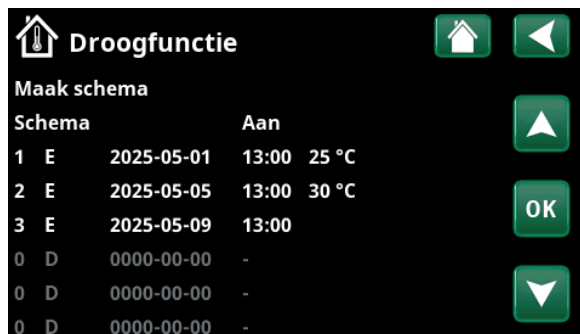 Droogfunctie
Maak schema
Schema Aan
1 E 2025-05-01 13:00 25 °C
2 E 2025-05-05 13:00 30 °C
3 E 2025-05-09 13:00
OK
0 D 0000-00-00 -
0 D 0000-00-00 -
0 D 0000-00-00 -